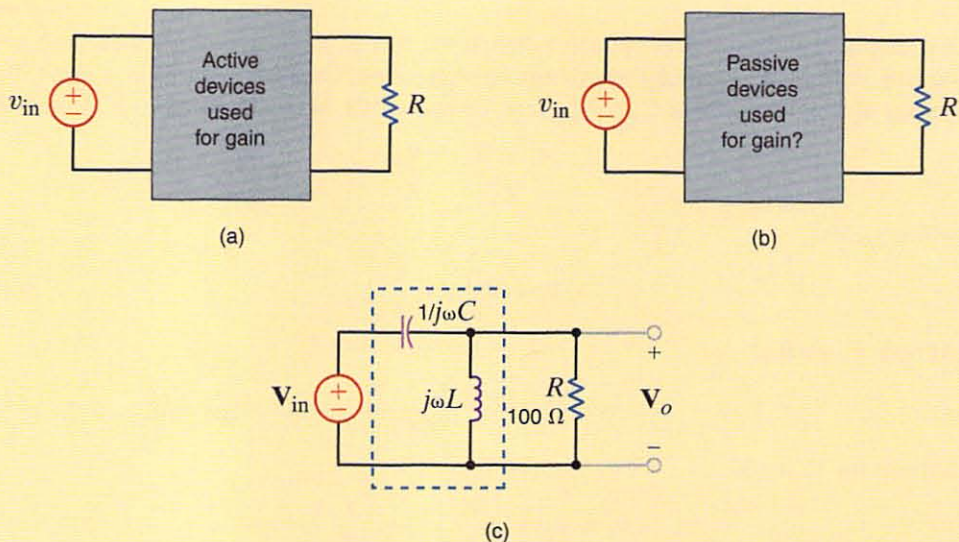 v_in
+
−
Active
devices
used
for gain
R
(a)
v_in
+
−
Passive
devices
used
for gain?
R
(b)
V_in
+
−
1/jωC
jωL
R
100 Ω
+
V_o
−
(c)